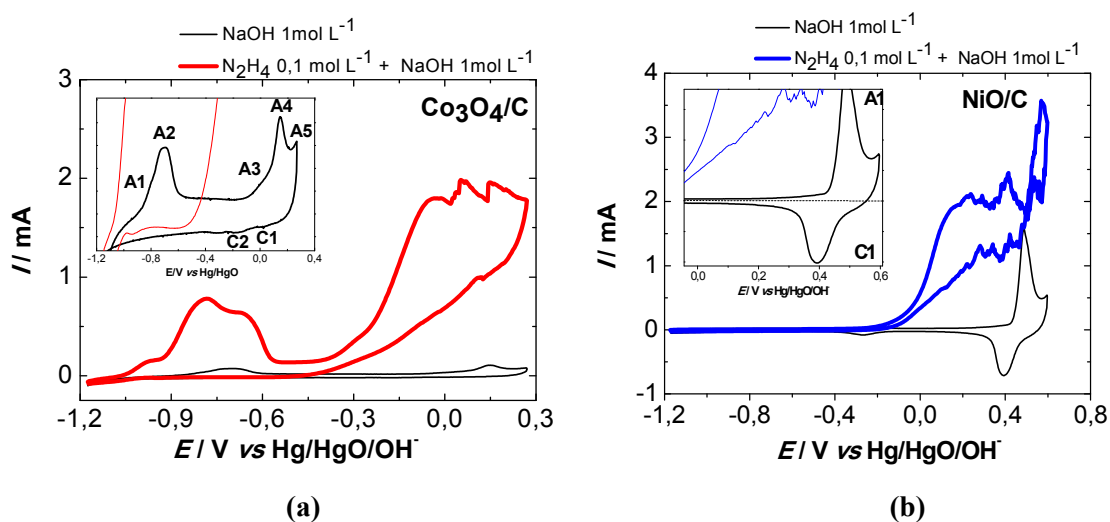 NaOH 1mol L⁻¹
N₂H₄ 0,1 mol L⁻¹ + NaOH 1mol L⁻¹
Co₃O₄/C
3
2
1
0
I / mA
-1,2 -0,9 -0,6 -0,3 0,0 0,3
E / V vs Hg/HgO/OH⁻
A1
A2
A3
A4
A5
C2
C1
-1,2 -0,8 -0,4 0,0 0,4
E/V vs Hg/HgO
(a)
NaOH 1mol L⁻¹
N₂H₄ 0,1 mol L⁻¹ + NaOH 1mol L⁻¹
NiO/C
4
3
2
1
0
-1
I / mA
-1,2 -0,8 -0,4 0,0 0,4 0,8
E / V vs Hg/HgO/OH⁻
A1
C1
0,0 0,2 0,4 0,6
E / V vs Hg/HgO/OH⁻
(b)